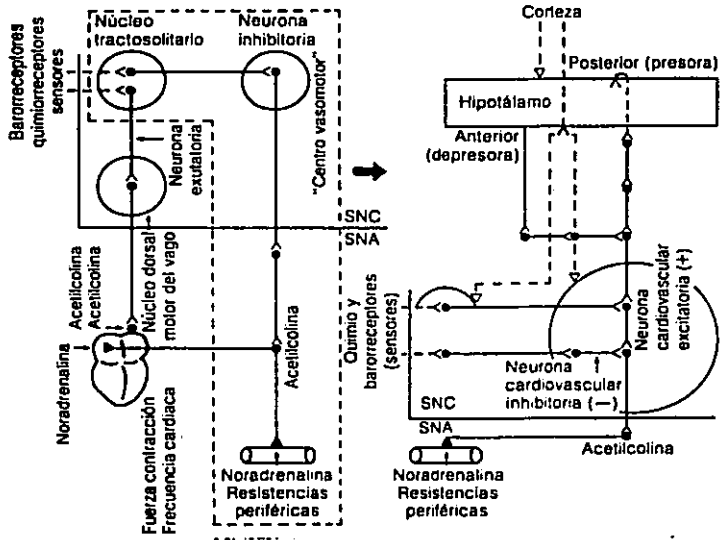 Núcleo
tractosolitario
Neurona
inhibitoria
Barorreceptores
quimiorreceptores
sensores
Neurona
exutatoria
"Centro vasomotor"
SNC
SNA
Acetilcolina
Acetilcolina
Núcleo dorsal
motor del vago
Noradrenalina
Acetilcolina
Fuerza contracción
Frecuencia cardiaca
Noradrenalina
Resistencias
periféricas
Corteza
Posterior (presora)
Hipotálamo
Anterior
(depresora)
Quimio y
barorreceptores
(sensores)
Neurona
cardiovascular
excitatoria (+)
Neurona
cardiovascular
inhibitoria (—)
SNC
SNA
Acetilcolina
Noradrenalina
Resistencias
periféricas